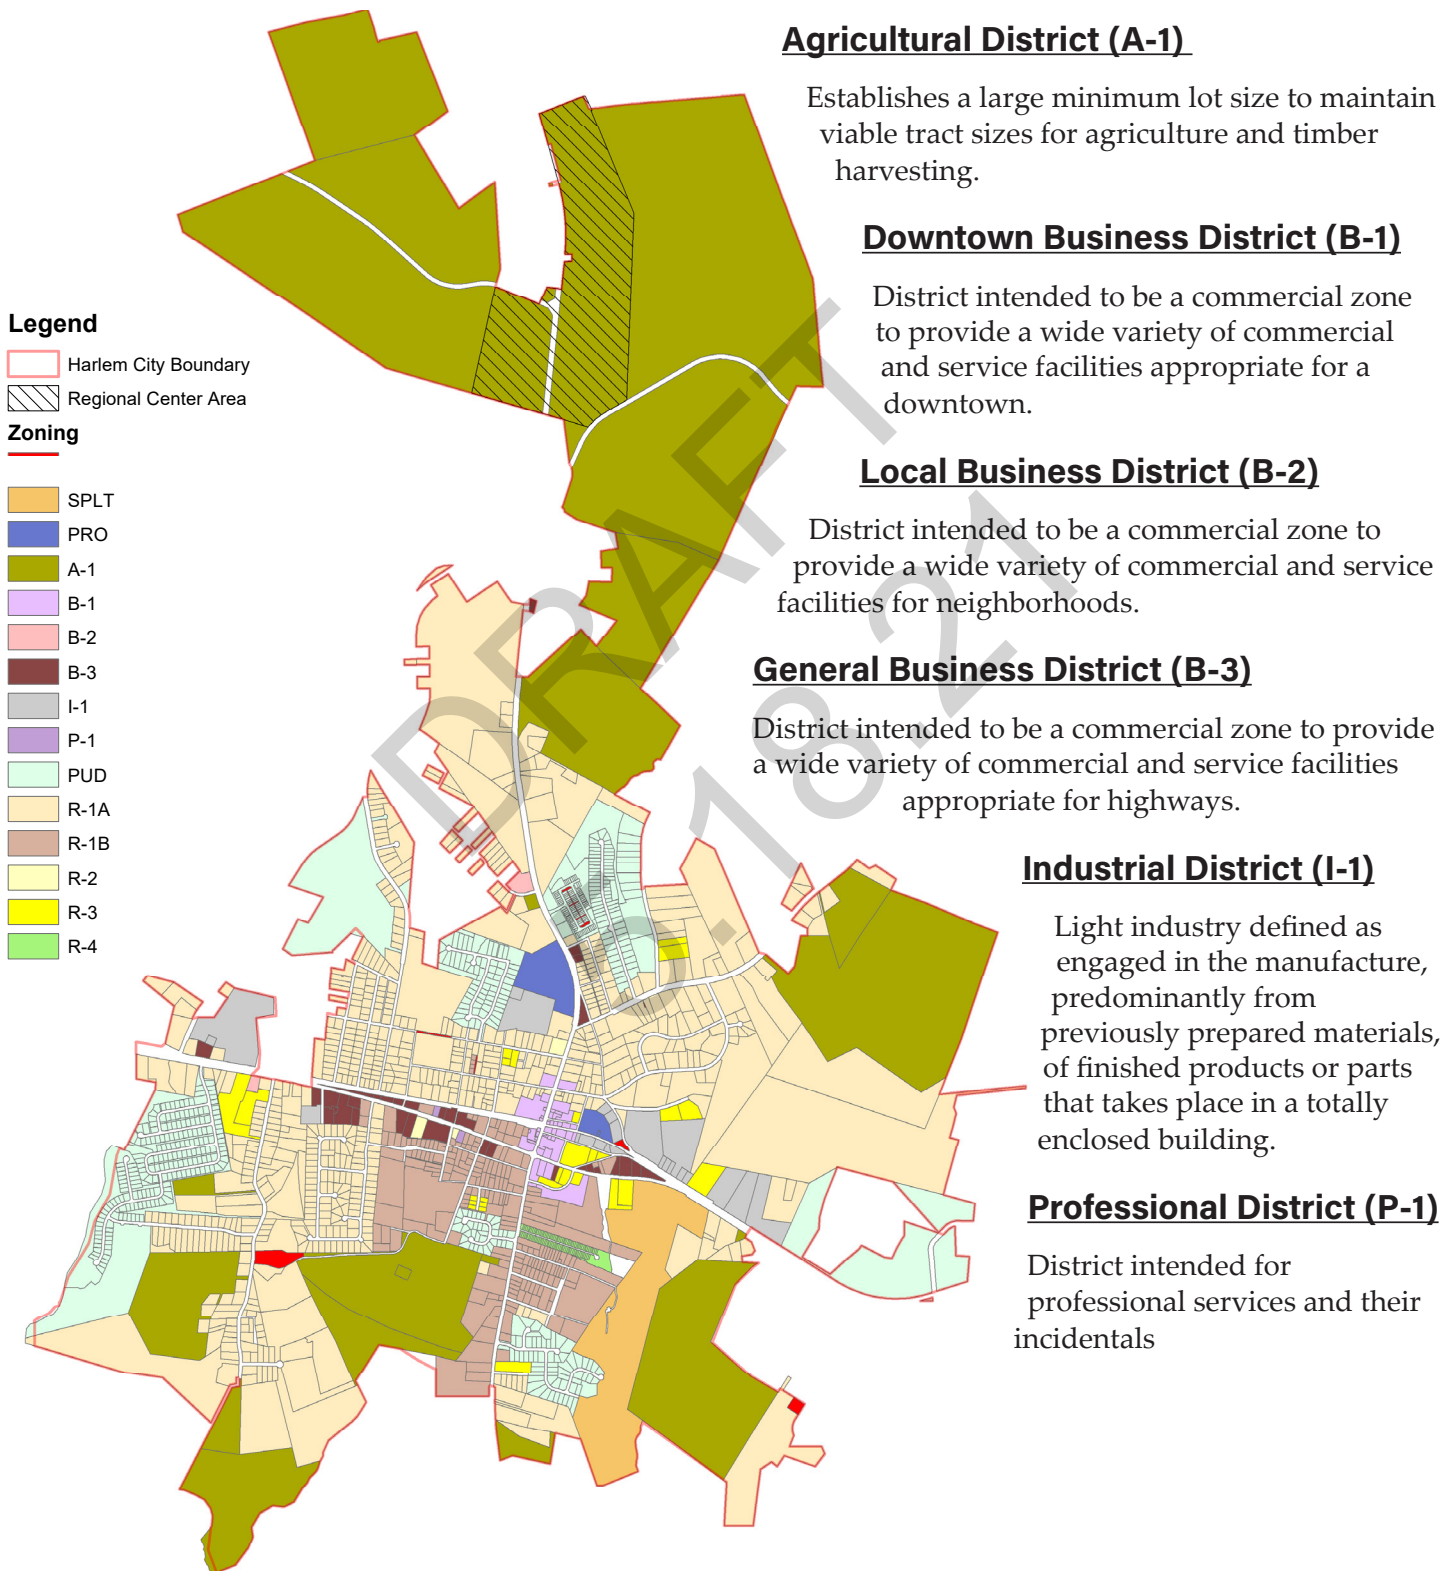 Agricultural District (A-1)
Establishes a large minimum lot size to maintain
viable tract sizes for agriculture and timber
harvesting.
Downtown Business District (B-1)
District intended to be a commercial zone
to provide a wide variety of commercial
and service facilities appropriate for a
downtown.
Local Business District (B-2)
District intended to be a commercial zone to
provide a wide variety of commercial and service
facilities for neighborhoods.
General Business District (B-3)
District intended to be a commercial zone to provide
a wide variety of commercial and service facilities
appropriate for highways.
Industrial District (I-1)
Light industry defined as
engaged in the manufacture,
predominantly from
previously prepared materials,
of finished products or parts
that takes place in a totally
enclosed building.
Professional District (P-1)
District intended for
professional services and their
incidentals
Legend
Harlem City Boundary
Regional Center Area
Zoning
SPLT
PRO
A-1
B-1
B-2
B-3
I-1
P-1
PUD
R-1A
R-1B
R-2
R-3
R-4
DRAFT
6.18.21